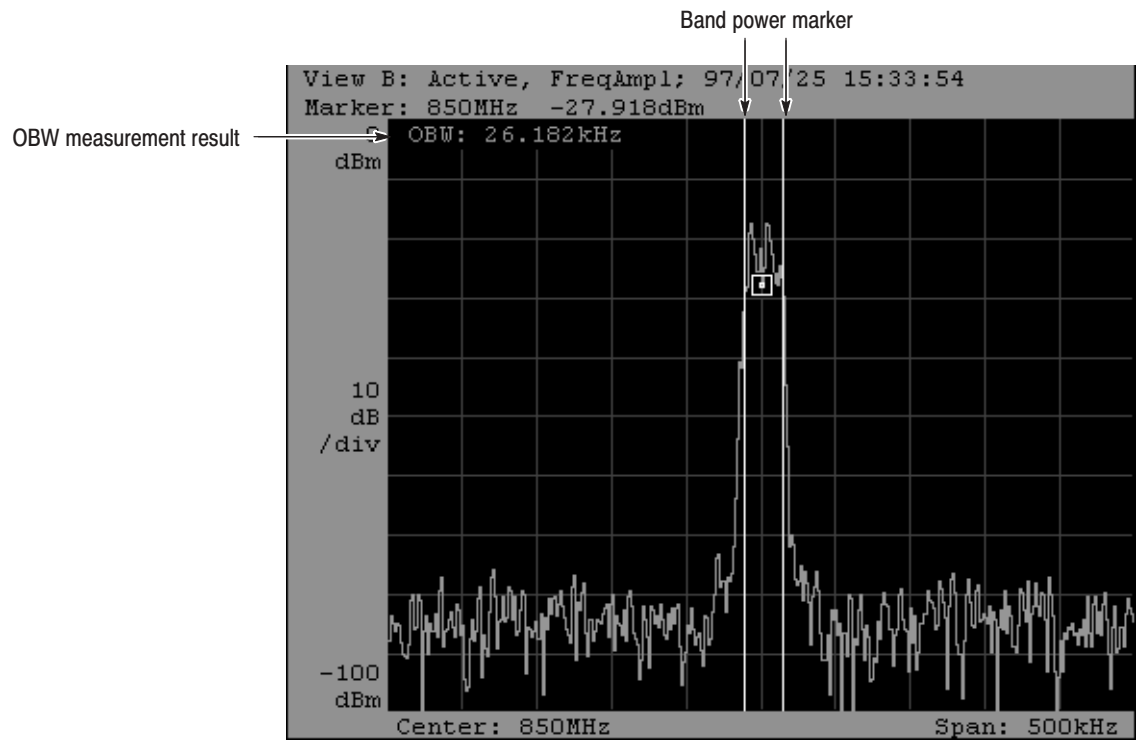 Band power marker
View B: Active, FreqAmpl; 97/07/25 15:33:54
Marker: 850MHz -27.918dBm
OBW measurement result
OBW: 26.182kHz
dBm
10
dB
/div
-100
dBm
Center: 850MHz
Span: 500kHz